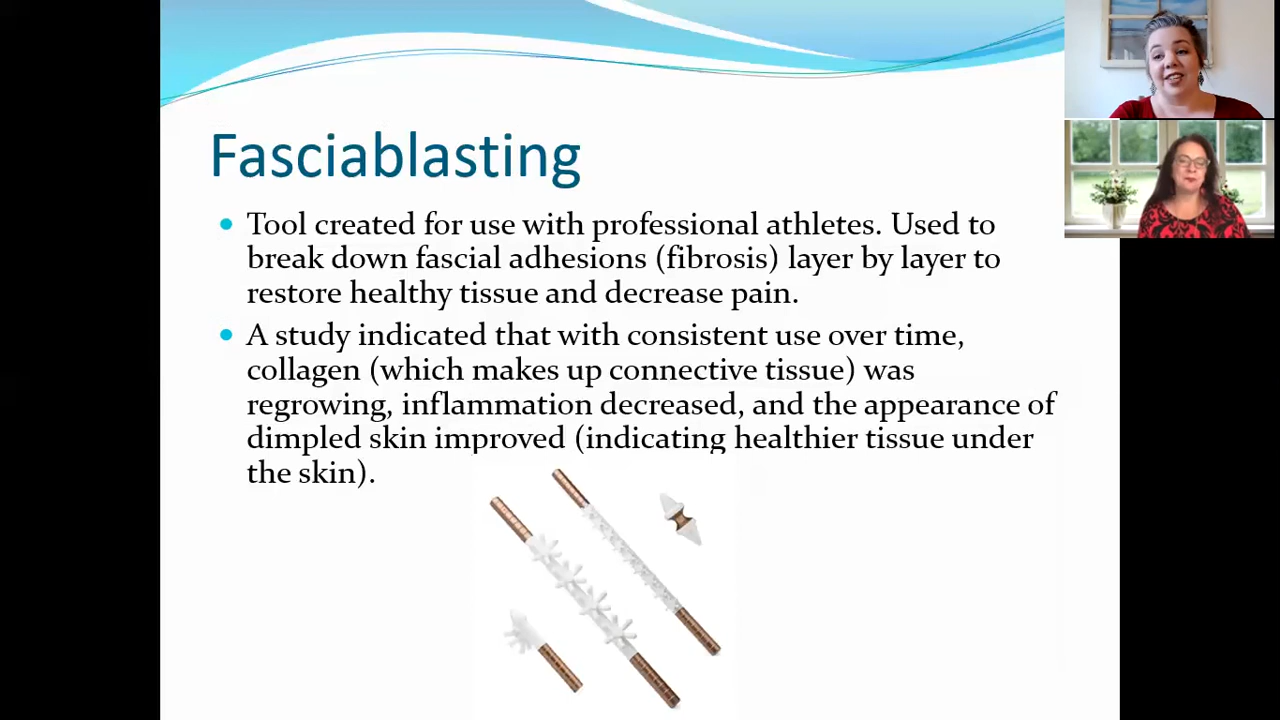 Fasciablasting
Tool created for use with professional athletes. Used to
break down fascial adhesions (fibrosis) layer by layer to
restore healthy tissue and decrease pain.
A study indicated that with consistent use over time,
collagen (which makes up connective tissue) was
regrowing, inflammation decreased, and the appearance of
dimpled skin improved (indicating healthier tissue under
the skin).